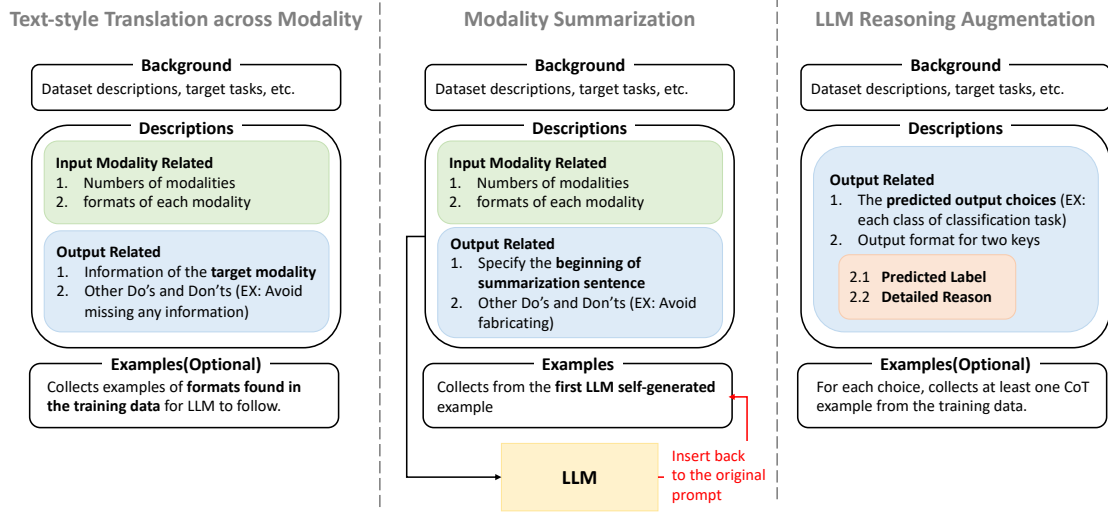 Text-style Translation across Modality
Background
Dataset descriptions, target tasks, etc.
Descriptions
Input Modality Related
1. Numbers of modalities
2. formats of each modality
Output Related
1. Information of the target modality
2. Other Do's and Don'ts (EX: Avoid
missing any information)
Examples(Optional)
Collects examples of formats found in
the training data for LLM to follow.
Modality Summarization
Background
Dataset descriptions, target tasks, etc.
Descriptions
Input Modality Related
1. Numbers of modalities
2. formats of each modality
Output Related
1. Specify the beginning of
summarization sentence
2. Other Do's and Don'ts (EX: Avoid
fabricating)
Examples
Collects from the first LLM self-generated
example
LLM
Insert back
to the original
prompt
LLM Reasoning Augmentation
Background
Dataset descriptions, target tasks, etc.
Descriptions
Output Related
1. The predicted output choices (EX:
each class of classification task)
2. Output format for two keys
2.1 Predicted Label
2.2 Detailed Reason
Examples(Optional)
For each choice, collects at least one CoT
example from the training data.